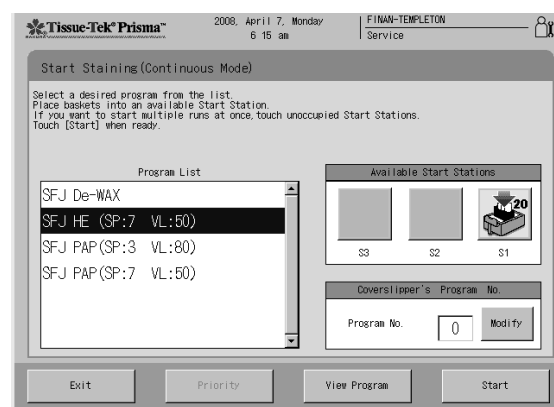 Tissue-Tek® Prisma™
2008, April 7, Monday
6 15 am
FINAN-TEMPLETON
Service
Start Staining(Continuous Mode)
Select a desired program from the list.
Place baskets into an available Start Station.
If you want to start multiple runs at once, touch unoccupied Start Stations.
Touch [Start] when ready.
Program List
SFJ De-WAX
SFJ HE (SP:7 VL:50)
SFJ PAP(SP:3 VL:80)
SFJ PAP(SP:7 VL:50)
Available Start Stations
20
S3 S2 S1
Coverslipper's Program No.
Program No. 0 Modify
Exit Priority View Program Start